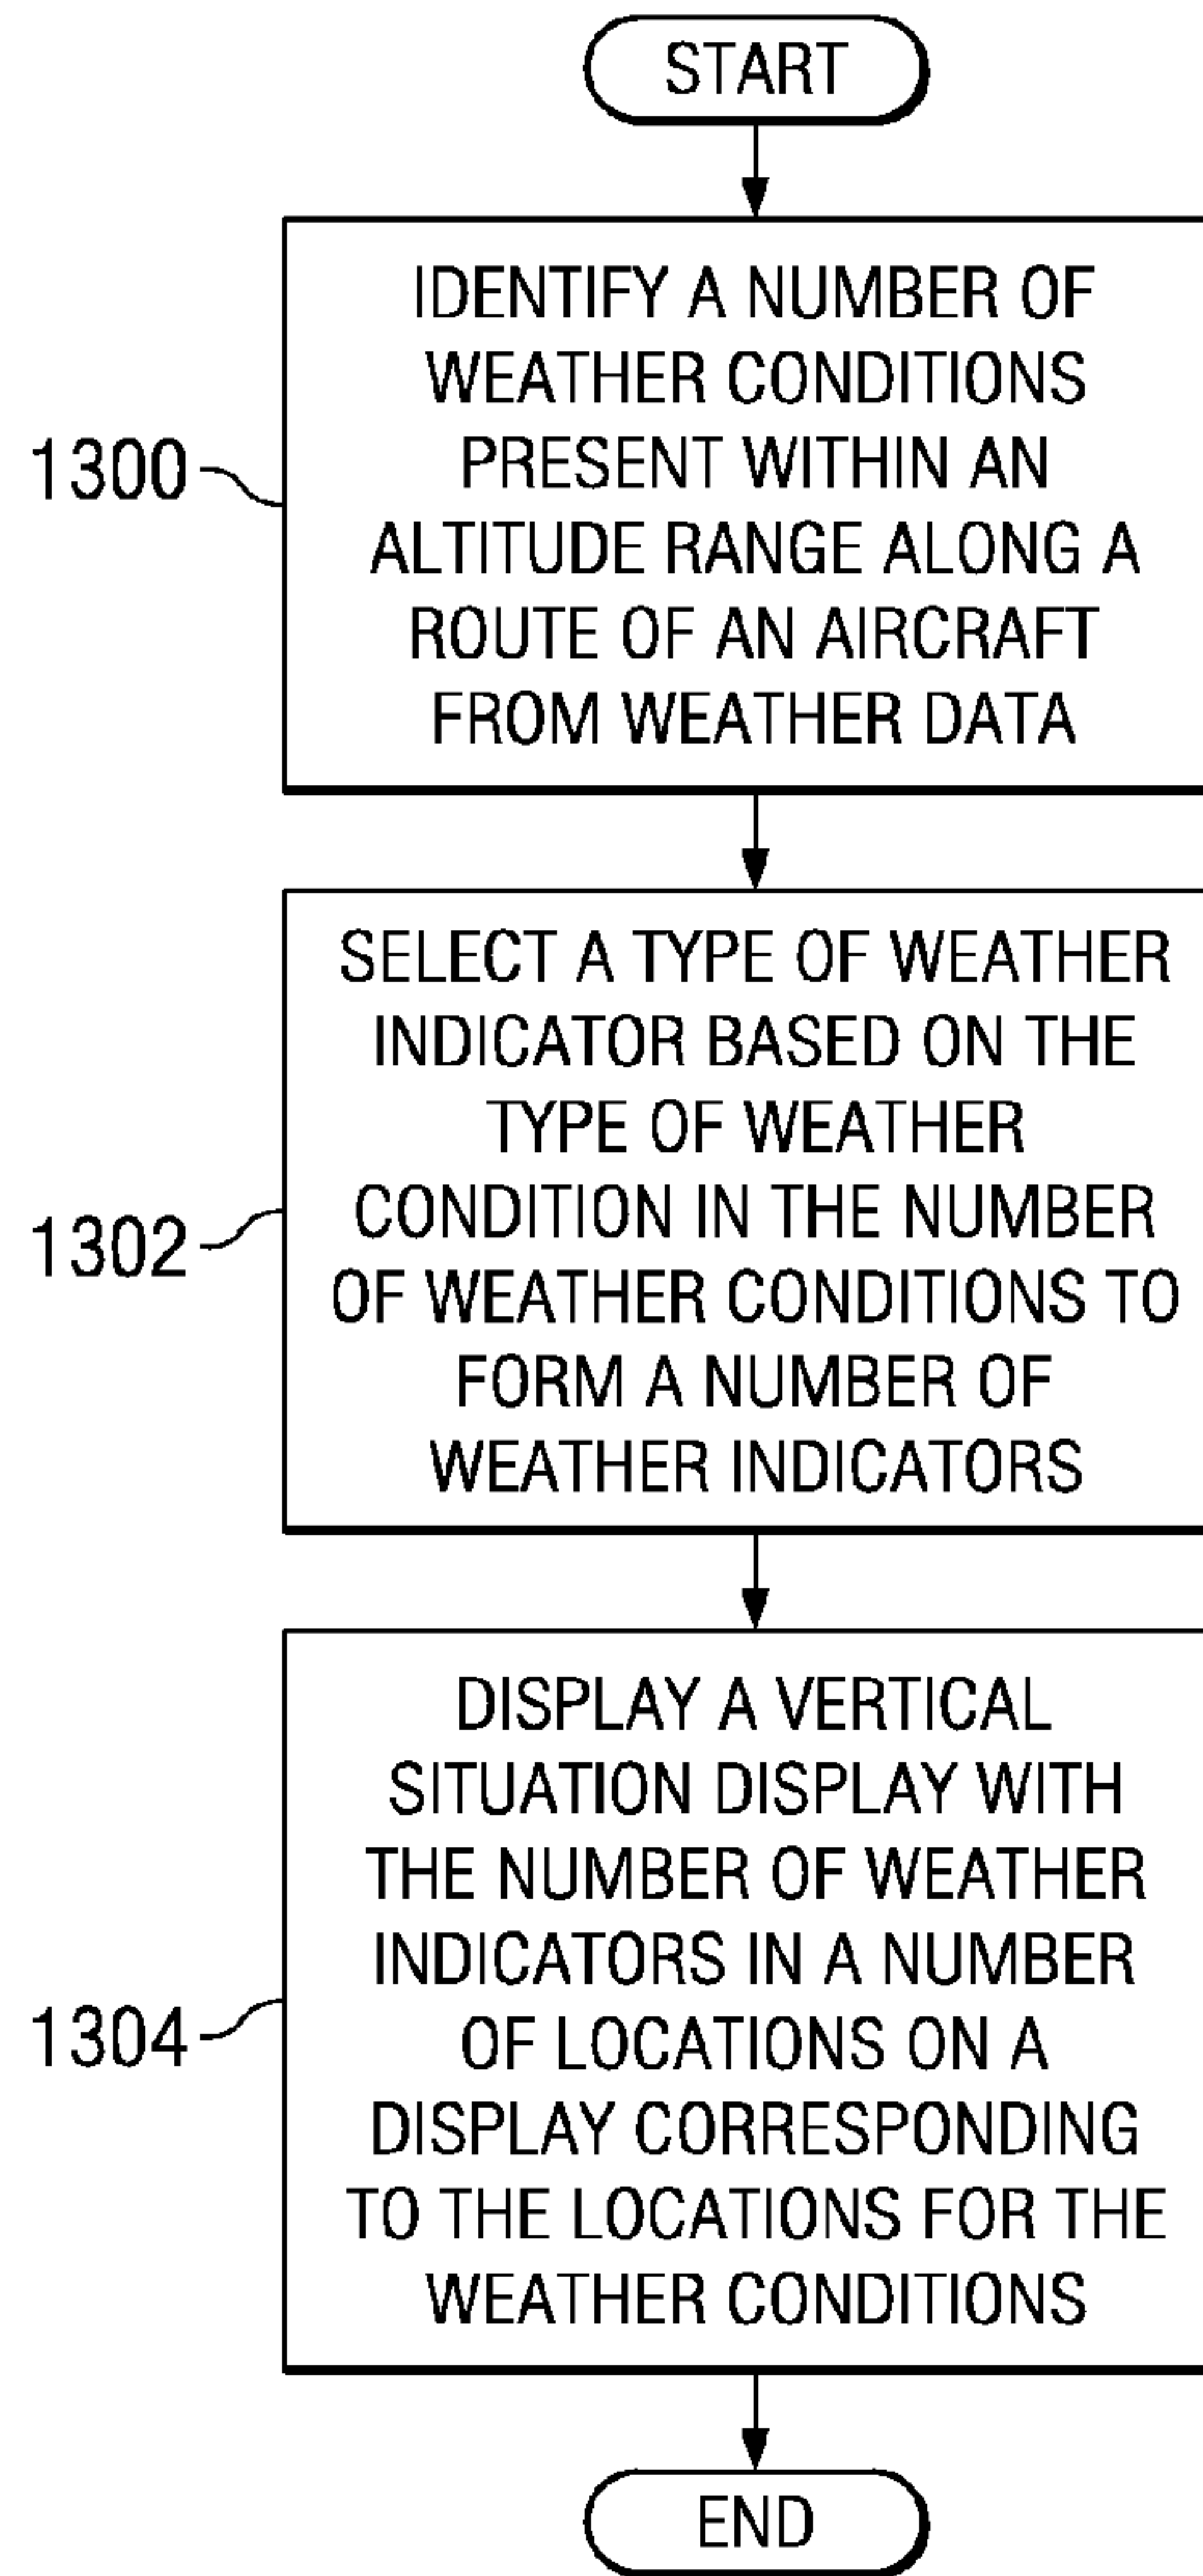 START
IDENTIFY A NUMBER OF
WEATHER CONDITIONS
PRESENT WITHIN AN
ALTITUDE RANGE ALONG A
ROUTE OF AN AIRCRAFT
FROM WEATHER DATA
1300
SELECT A TYPE OF WEATHER
INDICATOR BASED ON THE
TYPE OF WEATHER
CONDITION IN THE NUMBER
OF WEATHER CONDITIONS TO
FORM A NUMBER OF
WEATHER INDICATORS
1302
DISPLAY A VERTICAL
SITUATION DISPLAY WITH
THE NUMBER OF WEATHER
INDICATORS IN A NUMBER
OF LOCATIONS ON A
DISPLAY CORRESPONDING
TO THE LOCATIONS FOR THE
WEATHER CONDITIONS
1304
END